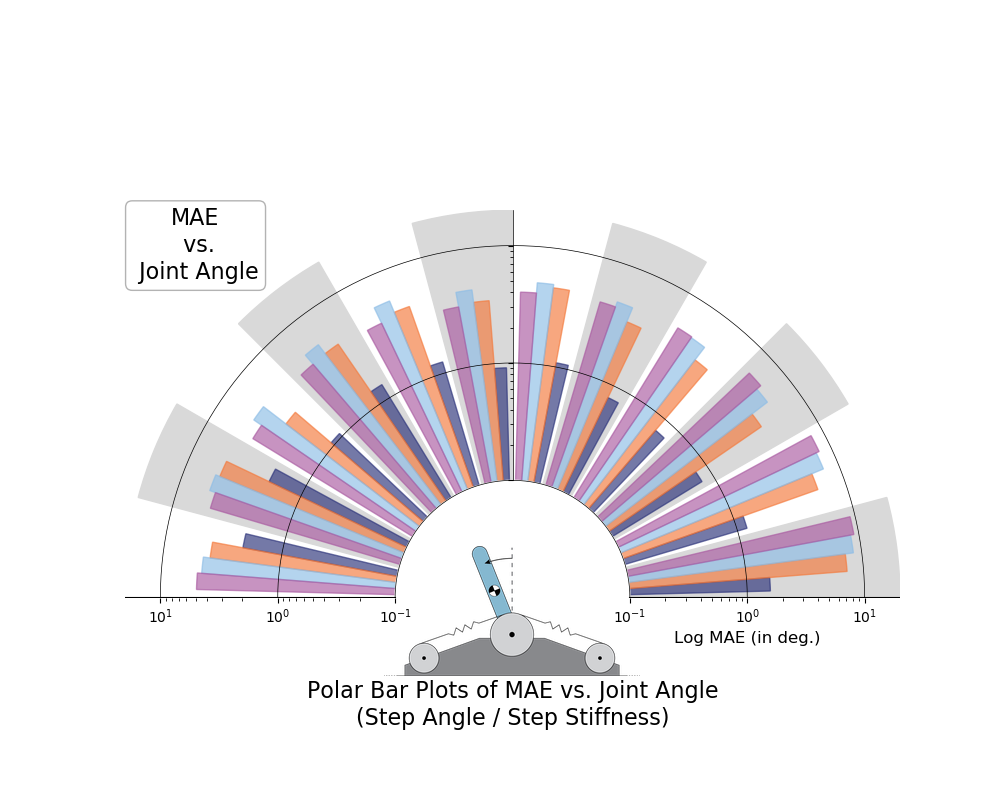 MAE
vs.
Joint Angle
10¹ 10⁰ 10⁻¹ 10⁻¹ 10⁰ 10¹
Log MAE (in deg.)
Polar Bar Plots of MAE vs. Joint Angle
(Step Angle / Step Stiffness)